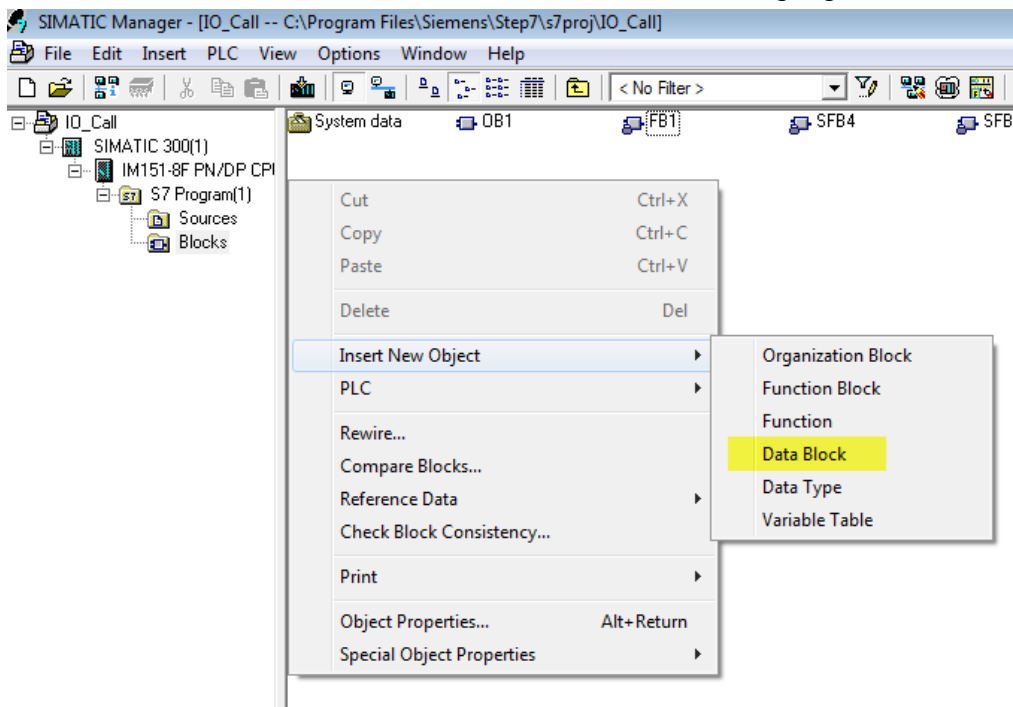 SIMATIC Manager - [IO_Call -- C:\Program Files\Siemens\Step7\s7proj\IO_Call]
File Edit Insert PLC View Options Window Help
< No Filter >
IO_Call
SIMATIC 300(1)
IM151-8F PN/DP CPU
S7 Program(1)
Sources
Blocks
System data OB1 FB1 SFB4 SFB
Cut Ctrl+X
Copy Ctrl+C
Paste Ctrl+V
Delete Del
Insert New Object
PLC
Rewire...
Compare Blocks...
Reference Data
Check Block Consistency...
Print
Object Properties... Alt+Return
Special Object Properties
Organization Block
Function Block
Function
Data Block
Data Type
Variable Table